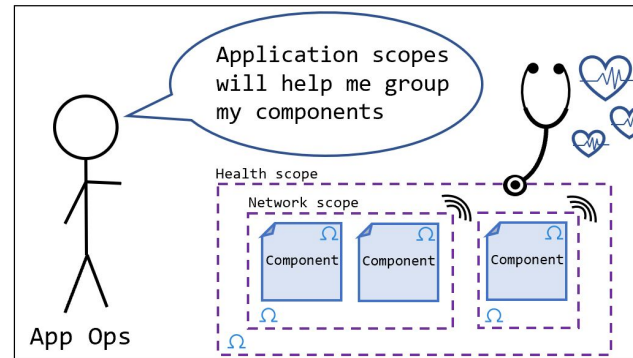 Application scopes
will help me group
my components
Health scope
Network scope
Ω
Ω
Ω
Component
Component
Component
Ω
Ω
Ω
App Ops